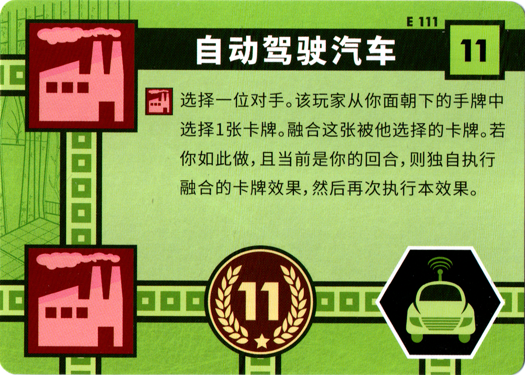 E 111
自动驾驶汽车
11
选择一位对手。该玩家从你面朝下的手牌中
选择1张卡牌。融合这张被他选择的卡牌。若
你如此做，且当前是你的回合，则独自执行
融合的卡牌效果，然后再次执行本效果。
11